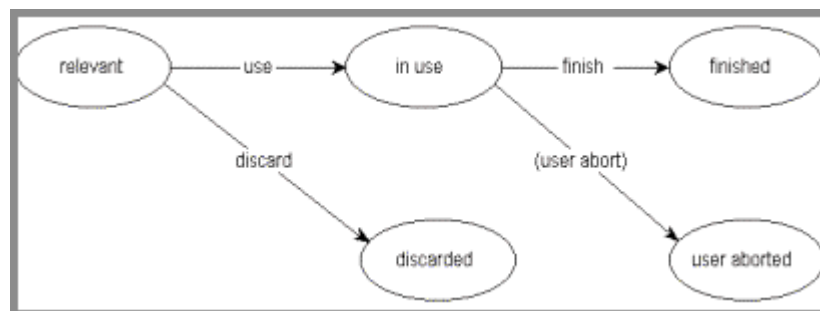 relevant
use
in use
finish
finished
discard
(user abort)
discarded
user aborted